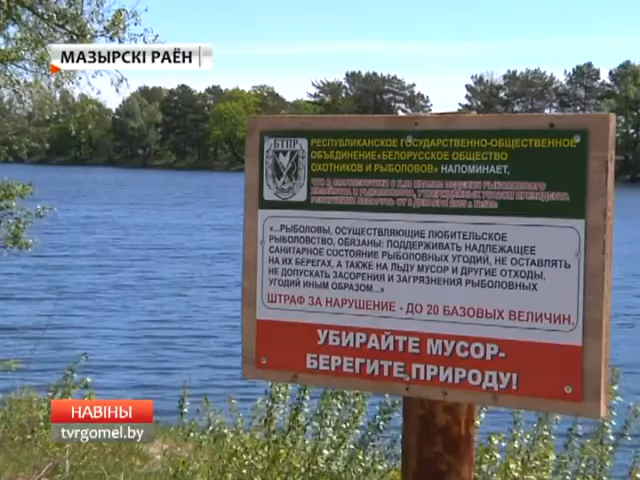 МАЗЫРСКІ РАЁН
РЕСПУБЛИКАНСКОЕ ГОСУДАРСТВЕННО-ОБЩЕСТВЕННОЕ
ОБЪЕДИНЕНИЕ «БЕЛОРУССКОЕ ОБЩЕСТВО
ОХОТНИКОВ И РЫБОЛОВОВ» НАПОМИНАЕТ,
«...РЫБОЛОВЫ, ОСУЩЕСТВЛЯЮЩИЕ ЛЮБИТЕЛЬСКОЕ
РЫБОЛОВСТВО, ОБЯЗАНЫ: ПОДДЕРЖИВАТЬ НАДЛЕЖАЩЕЕ
САНИТАРНОЕ СОСТОЯНИЕ РЫБОЛОВНЫХ УГОДИЙ, НЕ ОСТАВЛЯТЬ
НА ИХ БЕРЕГАХ, А ТАКЖЕ НА ЛЬДУ МУСОР И ДРУГИЕ ОТХОДЫ,
НЕ ДОПУСКАТЬ ЗАСОРЕНИЯ И ЗАГРЯЗНЕНИЯ РЫБОЛОВНЫХ
УГОДИЙ ИНЫМ ОБРАЗОМ...»
ШТРАФ ЗА НАРУШЕНИЕ - ДО 20 БАЗОВЫХ ВЕЛИЧИН.
УБИРАЙТЕ МУСОР-
БЕРЕГИТЕ ПРИРОДУ!
НАВІНЫ
tvrgomel.by